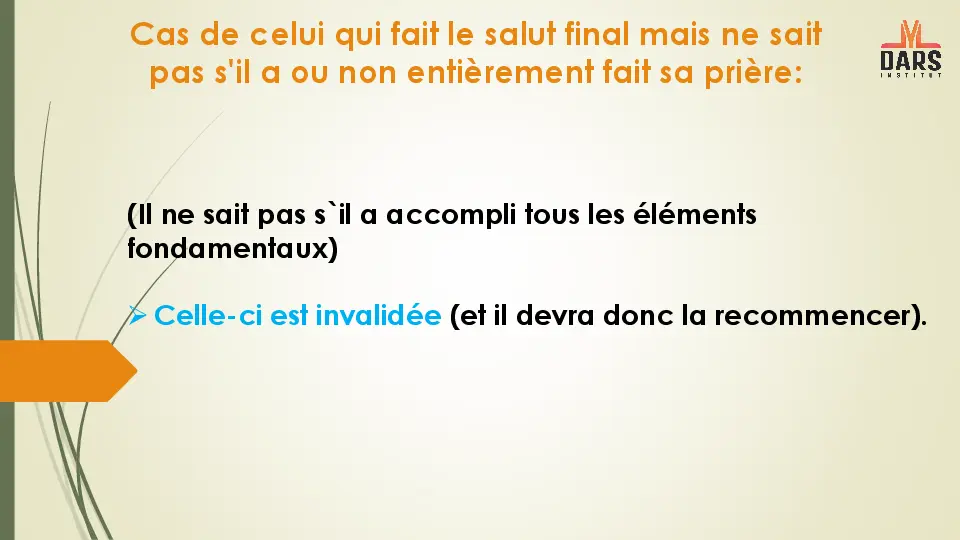 Cas de celui qui fait le salut final mais ne sait
pas s'il a ou non entièrement fait sa prière:
DARS
INSTITUT
(Il ne sait pas s`il a accompli tous les éléments
fondamentaux)
➢ Celle-ci est invalidée (et il devra donc la recommencer).